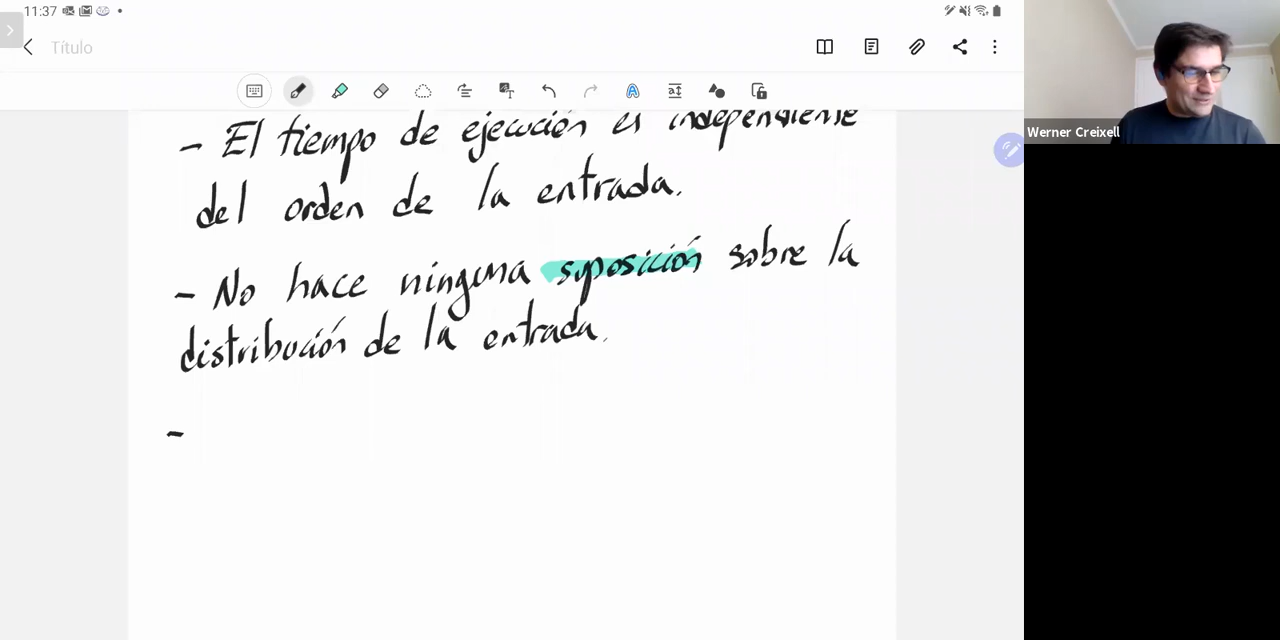 11:37
Título
- El tiempo de ejecución es independiente
del orden de la entrada.
- No hace ninguna suposición sobre la
distribución de la entrada.
-
Werner Creixell